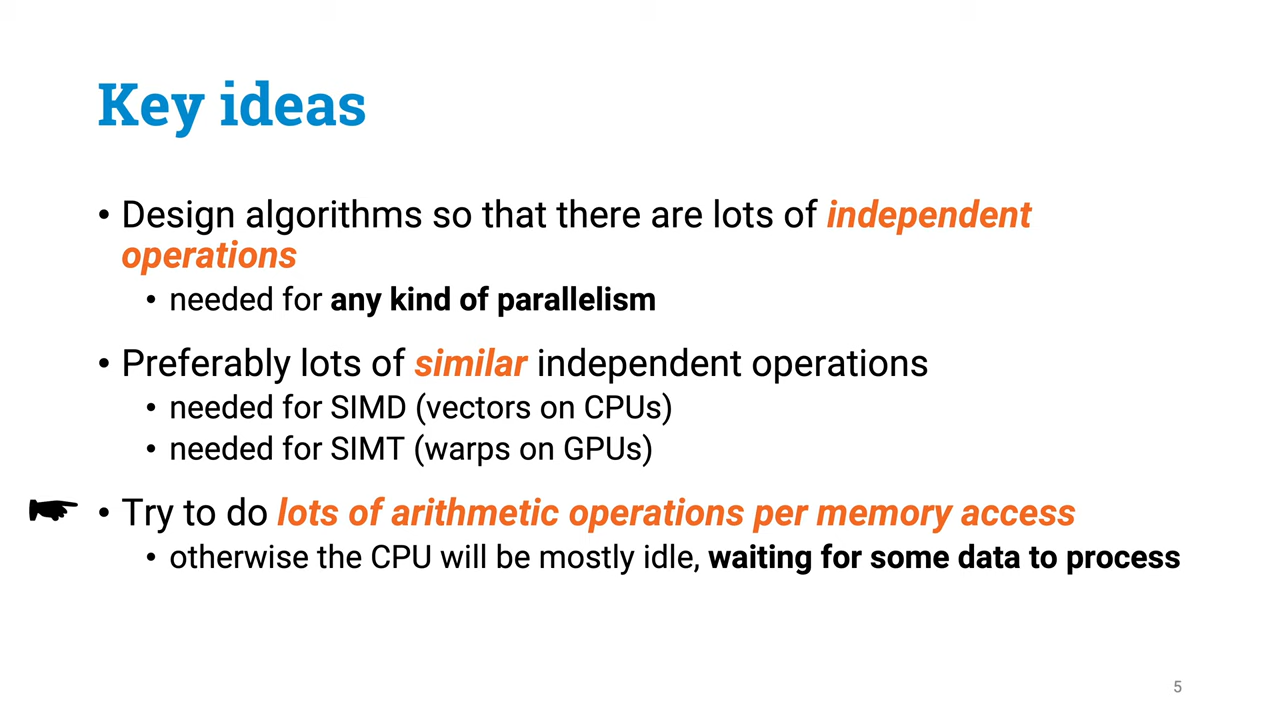 Key ideas
• Design algorithms so that there are lots of independent
operations
• needed for any kind of parallelism
• Preferably lots of similar independent operations
• needed for SIMD (vectors on CPUs)
• needed for SIMT (warps on GPUs)
• Try to do lots of arithmetic operations per memory access
• otherwise the CPU will be mostly idle, waiting for some data to process
5